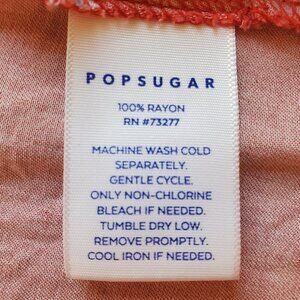 POPSUGAR
100% RAYON
RN #73277
MACHINE WASH COLD
SEPARATELY.
GENTLE CYCLE.
ONLY NON-CHLORINE
BLEACH IF NEEDED.
TUMBLE DRY LOW.
REMOVE PROMPTLY.
COOL IRON IF NEEDED.